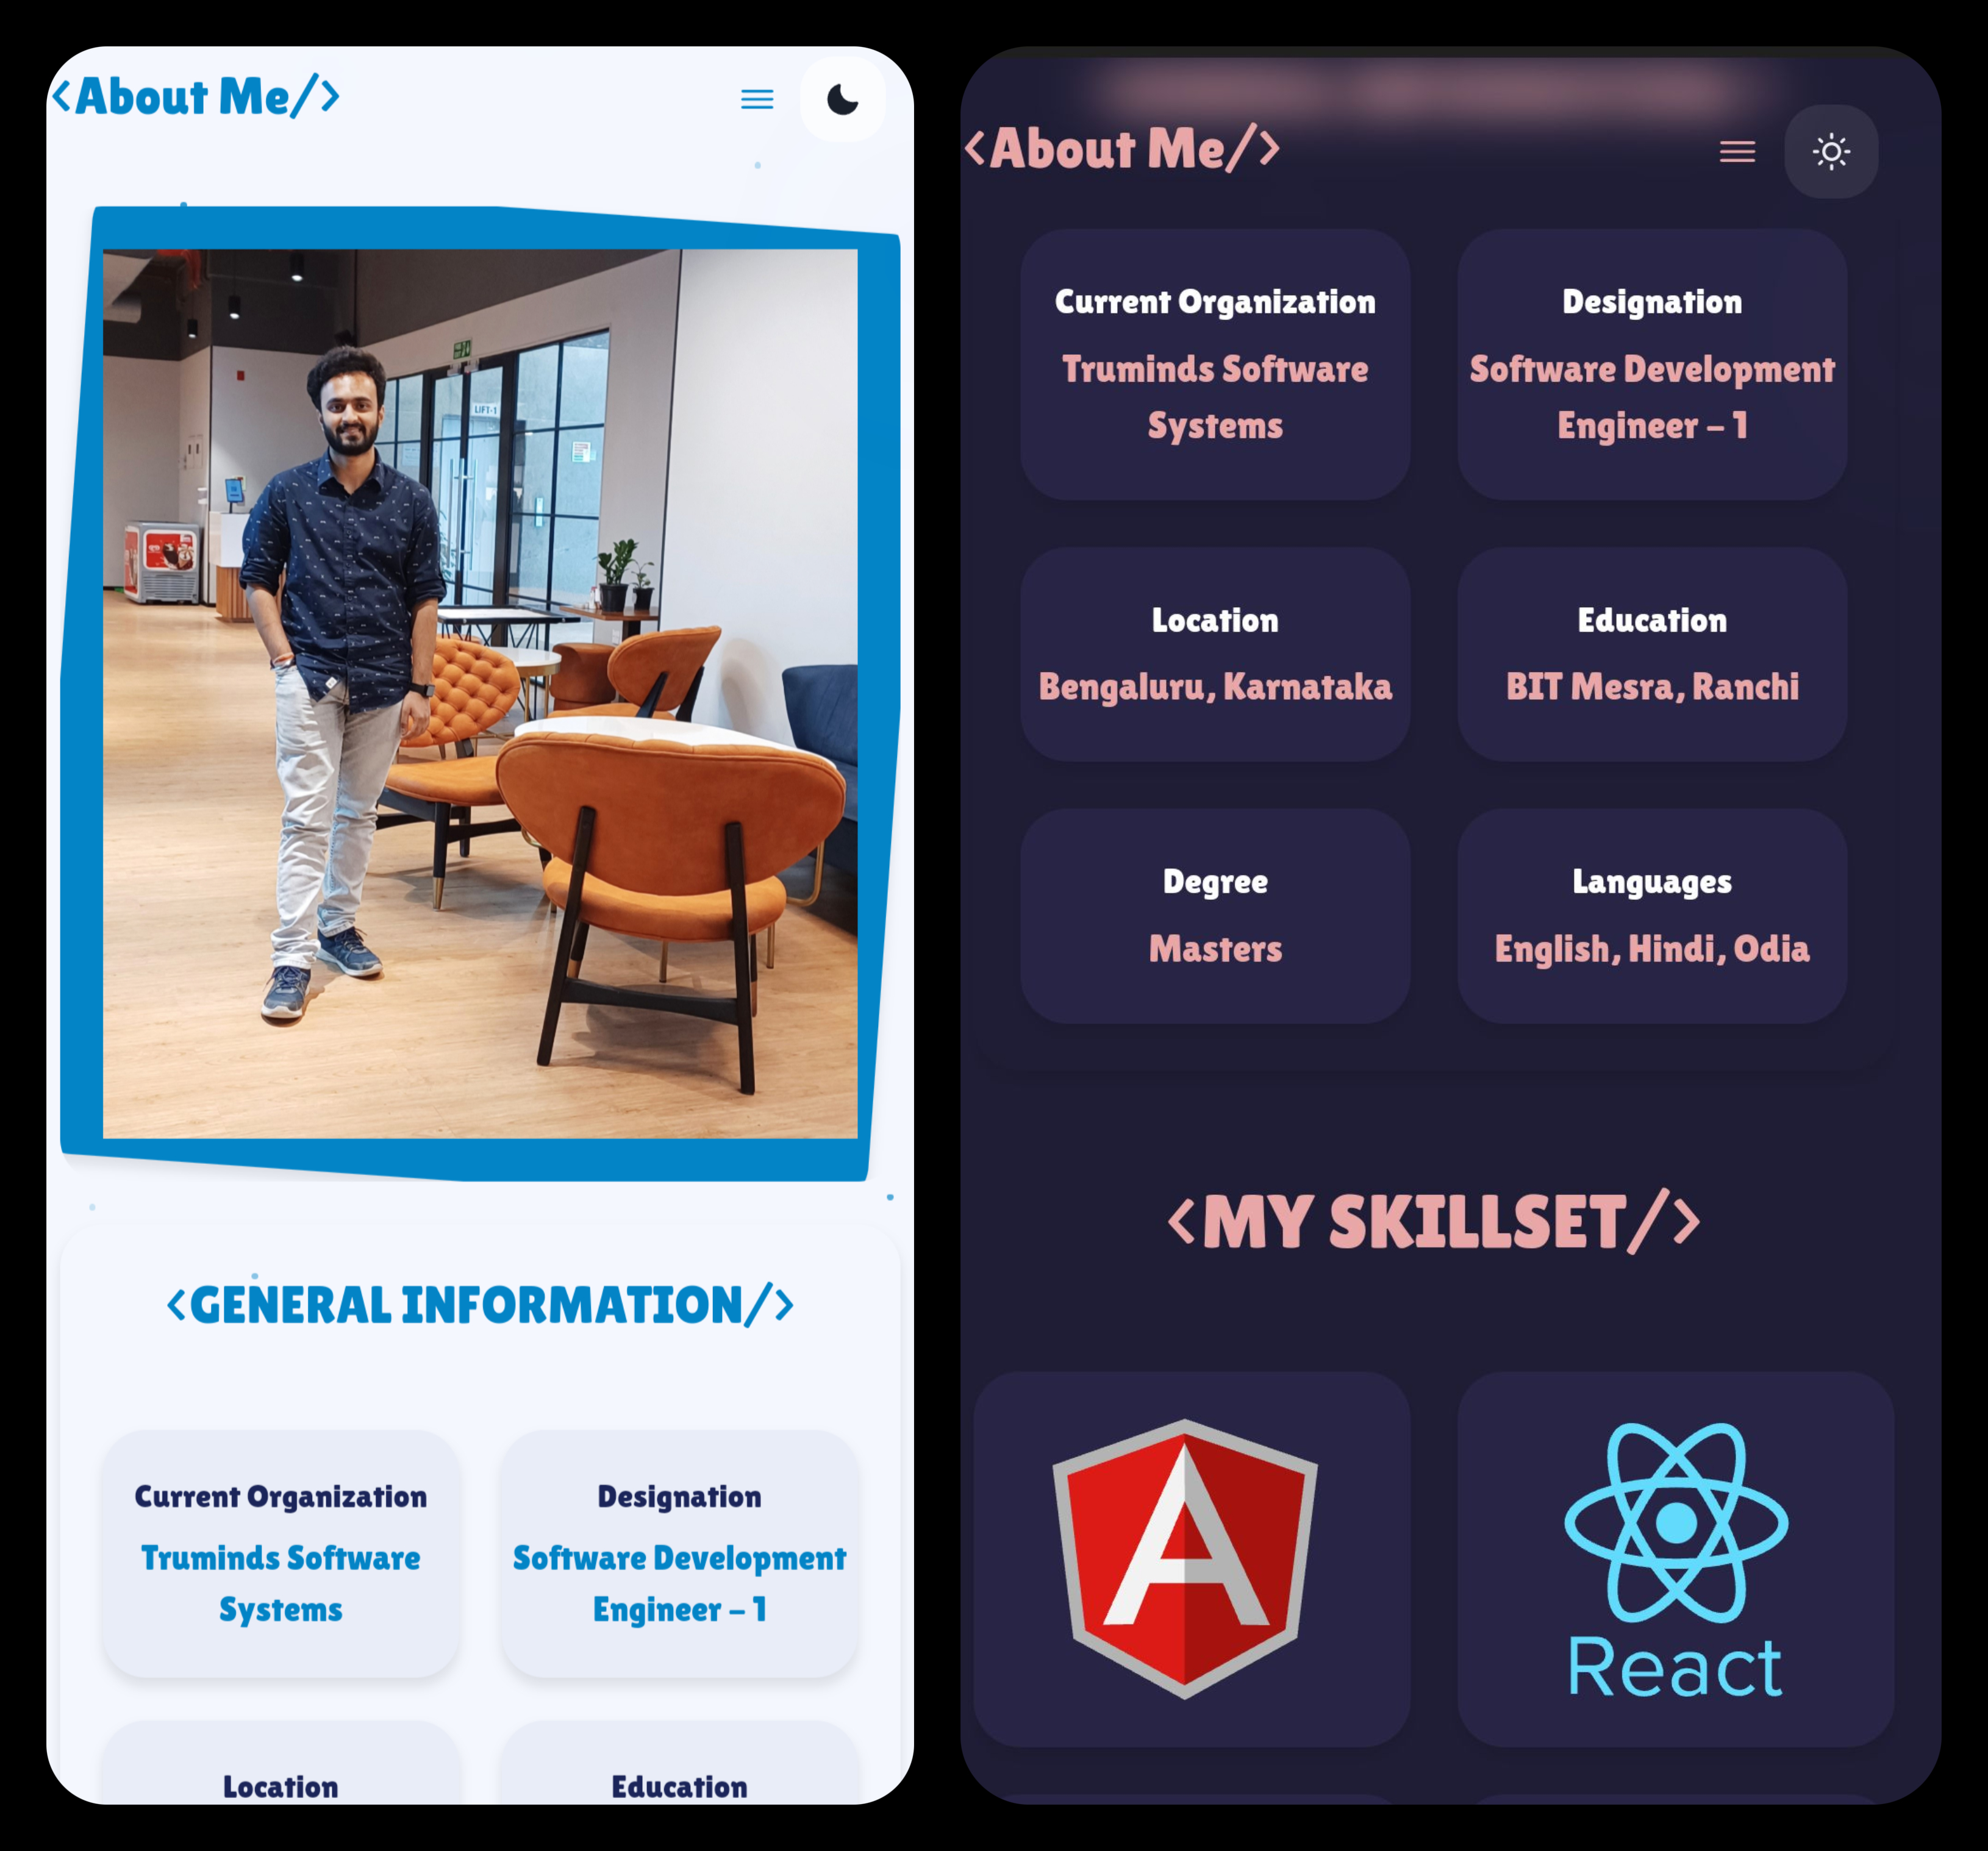 <About Me/>
LIFT-1
<GENERAL INFORMATION/>
Current Organization
Truminds Software
Systems
Designation
Software Development
Engineer - 1
Location
Education
<About Me/>
Current Organization
Truminds Software
Systems
Designation
Software Development
Engineer - 1
Location
Bengaluru, Karnataka
Education
BIT Mesra, Ranchi
Degree
Masters
Languages
English, Hindi, Odia
<MY SKILLSET/>
A
React